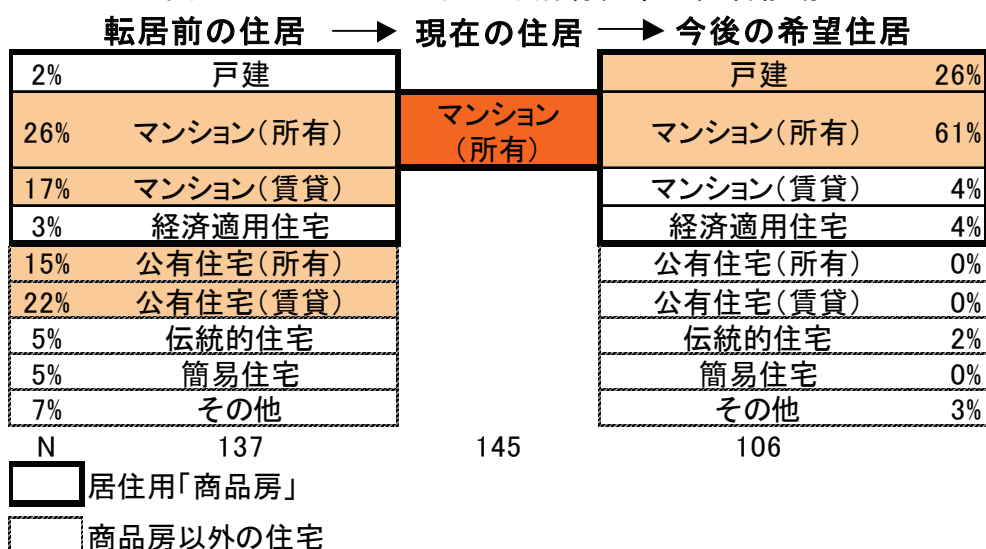 転居前の住居 → 現在の住居 → 今後の希望住居
2% 戸建 戸建 26%
26% マンション(所有) マンション(所有) マンション(所有) 61%
17% マンション(賃貸) マンション(賃貸) 4%
3% 経済適用住宅 経済適用住宅 4%
15% 公有住宅(所有) 公有住宅(所有) 0%
22% 公有住宅(賃貸) 公有住宅(賃貸) 0%
5% 伝統的住宅 伝統的住宅 2%
5% 簡易住宅 簡易住宅 0%
7% その他 その他 3%
N 137 145 106
居住用「商品房」
商品房以外の住宅